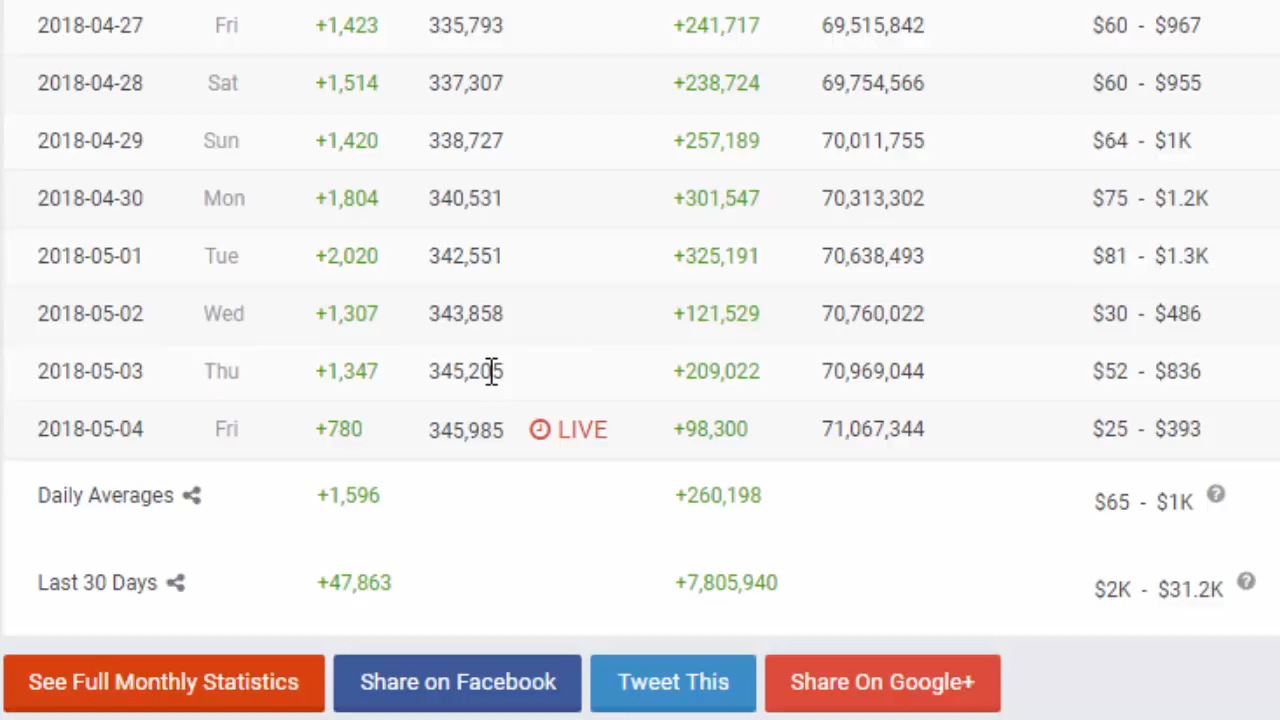 2018-04-27 Fri +1,423 335,793 +241,717 69,515,842 $60 - $967
2018-04-28 Sat +1,514 337,307 +238,724 69,754,566 $60 - $955
2018-04-29 Sun +1,420 338,727 +257,189 70,011,755 $64 - $1K
2018-04-30 Mon +1,804 340,531 +301,547 70,313,302 $75 - $1.2K
2018-05-01 Tue +2,020 342,551 +325,191 70,638,493 $81 - $1.3K
2018-05-02 Wed +1,307 343,858 +121,529 70,760,022 $30 - $486
2018-05-03 Thu +1,347 345,205 +209,022 70,969,044 $52 - $836
2018-05-04 Fri +780 345,985 LIVE +98,300 71,067,344 $25 - $393
Daily Averages +1,596 +260,198 $65 - $1K ?
Last 30 Days +47,863 +7,805,940 $2K - $31.2K ?
See Full Monthly Statistics Share on Facebook Tweet This Share On Google+